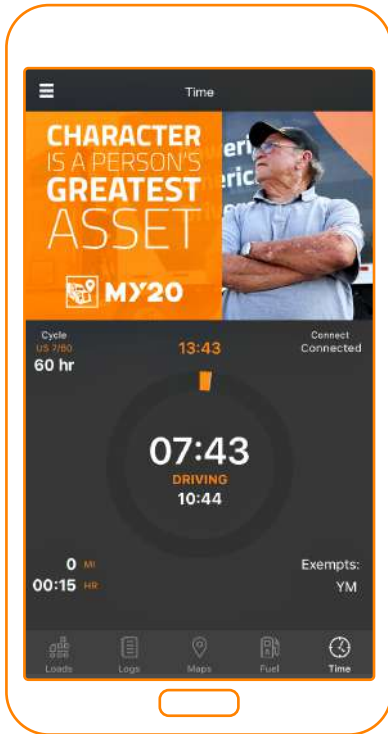 Time
CHARACTER
IS A PERSON'S
GREATEST
ASSET
MY20
Cycle
US 7/60
60 hr
13:43
Connect
Connected
07:43
DRIVING
10:44
0 MI
00:15 HR
Exempts:
YM
Loads
Logs
Maps
Fuel
Time